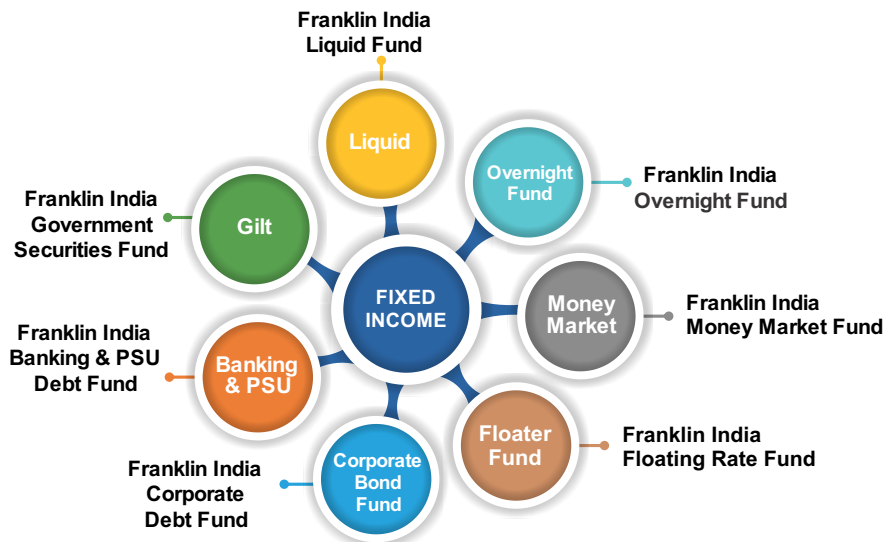 Franklin India
Liquid Fund
Liquid
Overnight
Fund
Franklin India
Overnight Fund
Franklin India
Government
Securities Fund
Gilt
FIXED
INCOME
Money
Market
Franklin India
Money Market Fund
Franklin India
Banking & PSU
Debt Fund
Banking
& PSU
Floater
Fund
Franklin India
Floating Rate Fund
Franklin India
Corporate
Debt Fund
Corporate
Bond
Fund